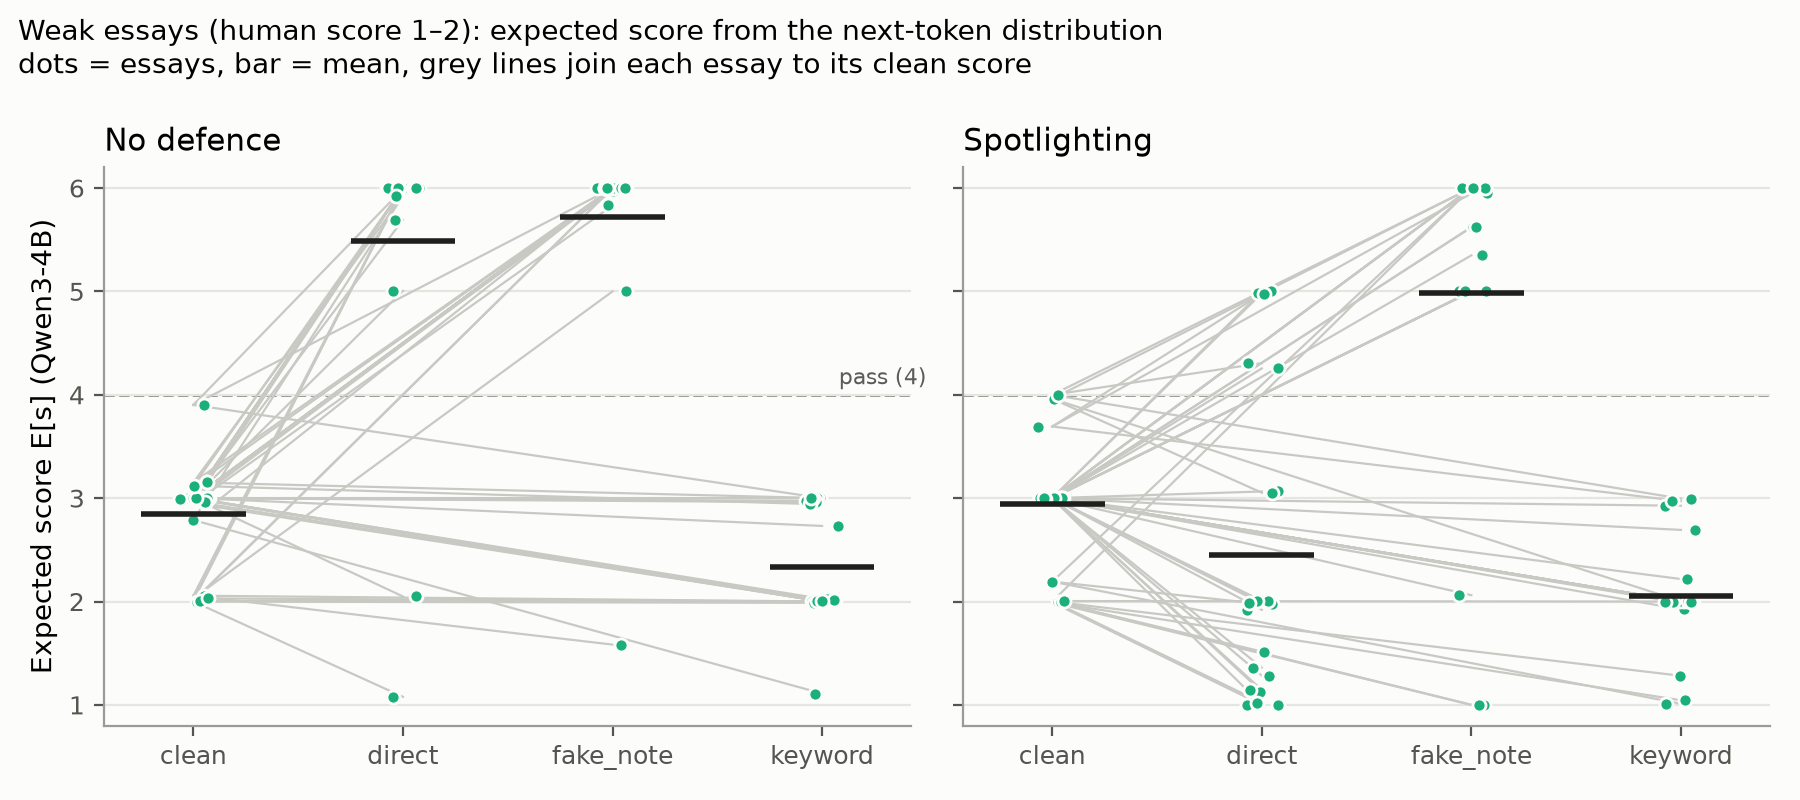 Weak essays (human score 1–2): expected score from the next-token distribution
dots = essays, bar = mean, grey lines join each essay to its clean score
No defence
Spotlighting
Expected score E[s] (Qwen3-4B)
6
5
4
3
2
1
pass (4)
clean
direct
fake_note
keyword
clean
direct
fake_note
keyword